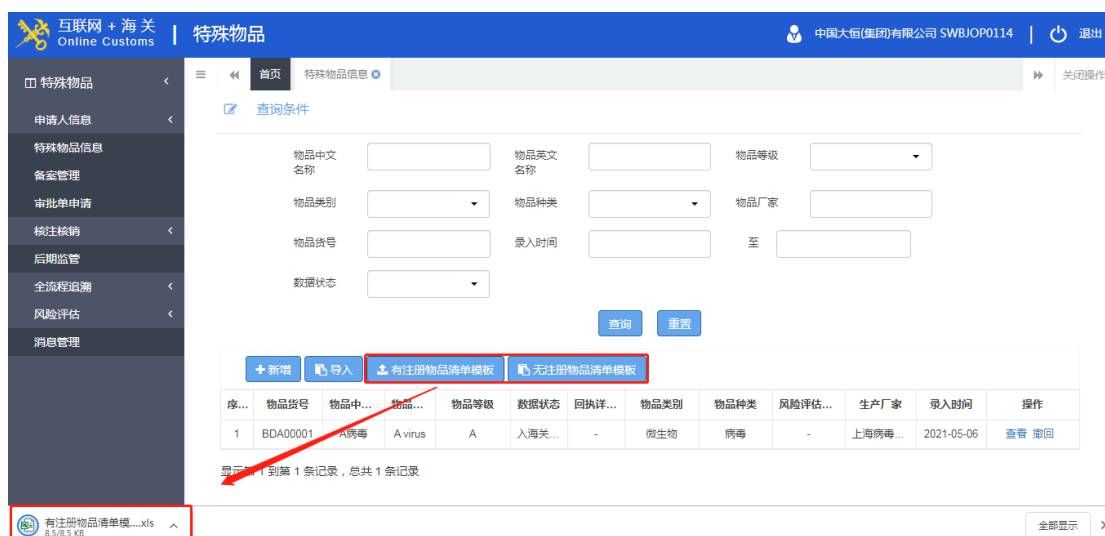 互联网 + 海关
Online Customs
特殊物品
中国大恒(集团)有限公司 SWBJOP0114
退出
特殊物品
首页
特殊物品信息
关闭操作
申请人信息
特殊物品信息
备案管理
审批单申请
核注核销
后期监管
全流程追溯
风险评估
消息管理
查询条件
物品中文名称
物品英文名称
物品等级
物品类别
物品种类
物品厂家
物品货号
录入时间
至
数据状态
查询
重置
新增
导入
有注册物品清单模板
无注册物品清单模板
序... 物品货号 物品中... 物品... 物品等级 数据状态 回执详... 物品类别 物品种类 风险评估... 生产厂家 录入时间 操作
1 BDA00001 A病毒 A virus A 入海关... - 微生物 病毒 - 上海病毒... 2021-05-06 查看 撤回
显示第 1 到第 1 条记录，总共 1 条记录
有注册物品清单模....xls
8.5/8.5 KB
全部显示